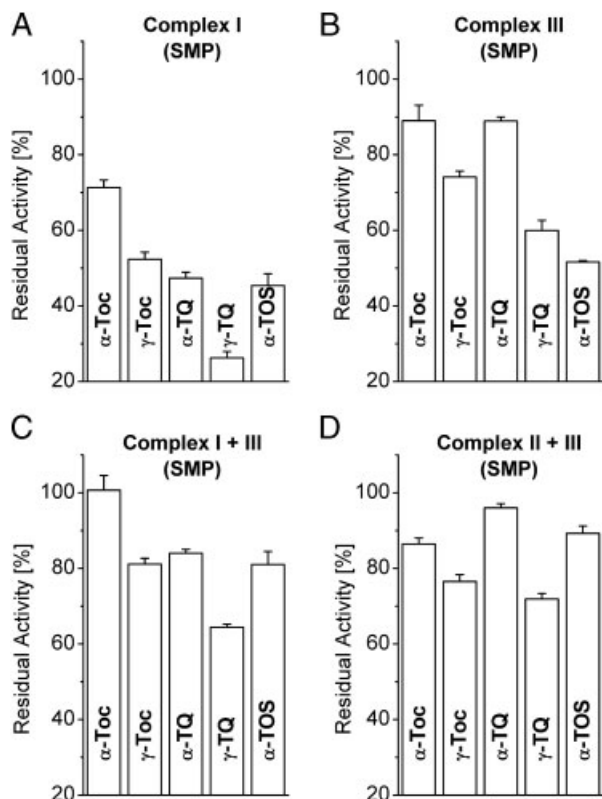 A
Complex I
(SMP)
Residual Activity [%]
100
80
60
40
20
α-Toc
γ-Toc
α-TQ
γ-TQ
α-TOS
B
Complex III
(SMP)
Residual Activity [%]
100
80
60
40
20
α-Toc
γ-Toc
α-TQ
γ-TQ
α-TOS
C
Complex I + III
(SMP)
Residual Activity [%]
100
80
60
40
20
α-Toc
γ-Toc
α-TQ
γ-TQ
α-TOS
D
Complex II + III
(SMP)
Residual Activity [%]
100
80
60
40
20
α-Toc
γ-Toc
α-TQ
γ-TQ
α-TOS